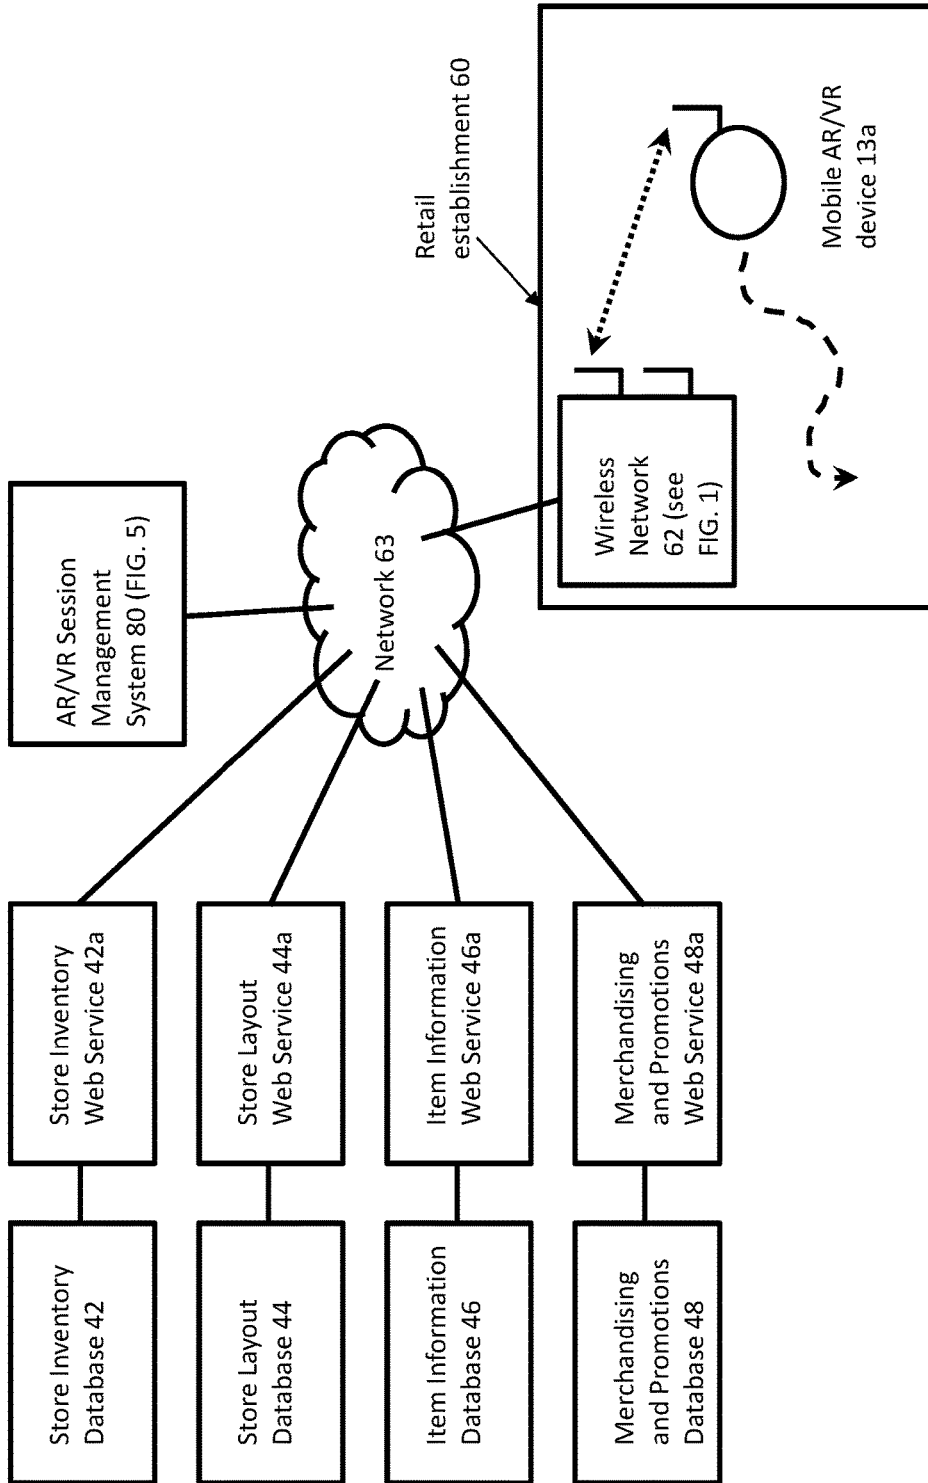 Store Inventory
Database 42
Store Inventory
Web Service 42a
AR/VR Session
Management
System 80 (FIG. 5)
Store Layout
Database 44
Store Layout
Web Service 44a
Item Information
Database 46
Item Information
Web Service 46a
Network 63
Retail
establishment 60
Merchandising
and Promotions
Database 48
Merchandising
and Promotions
Web Service 48a
Wireless
Network
62 (see
FIG. 1)
Mobile AR/VR
device 13a